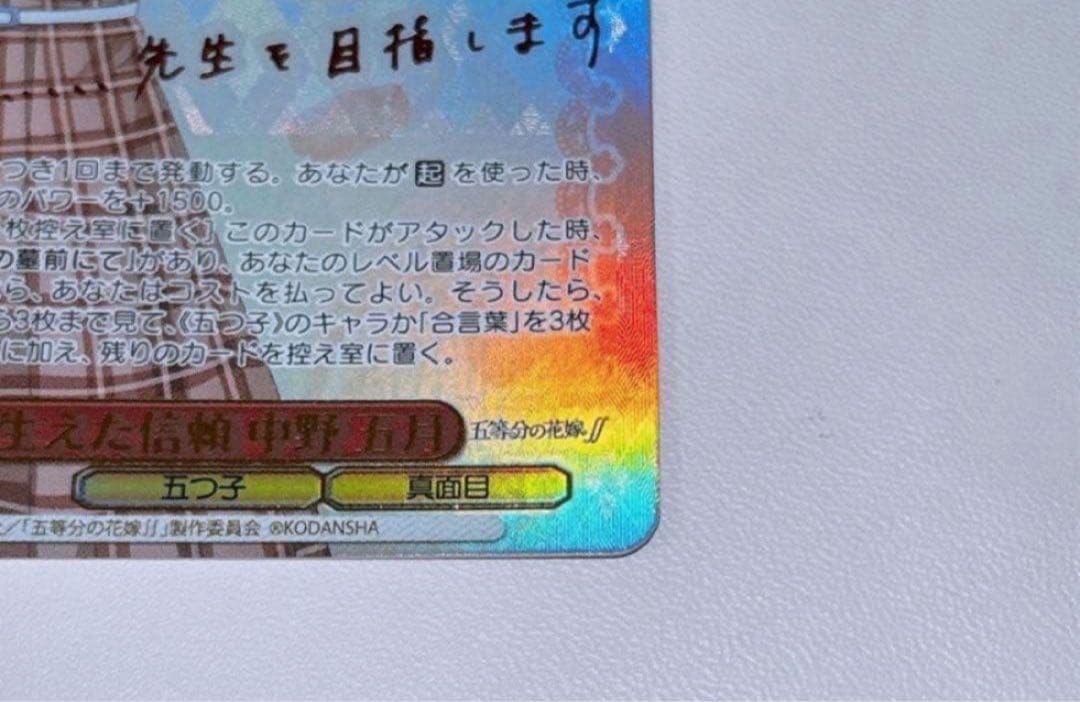 …… 先生を目指します
つき1回まで発動する。あなたが 起 を使った時、
のパワーを+1500。
枚控え室に置く] このカードがアタックした時、
の墓前にて」があり、あなたのレベル置場のカード
ら、あなたはコストを払ってよい。そうしたら、
ら3枚まで見て、《五つ子》のキャラか「合言葉」を3枚
に加え、残りのカードを控え室に置く。
生えた信頼 中野 五月 五等分の花嫁∬
五つ子 真面目
／「五等分の花嫁∬」製作委員会 ®KODANSHA